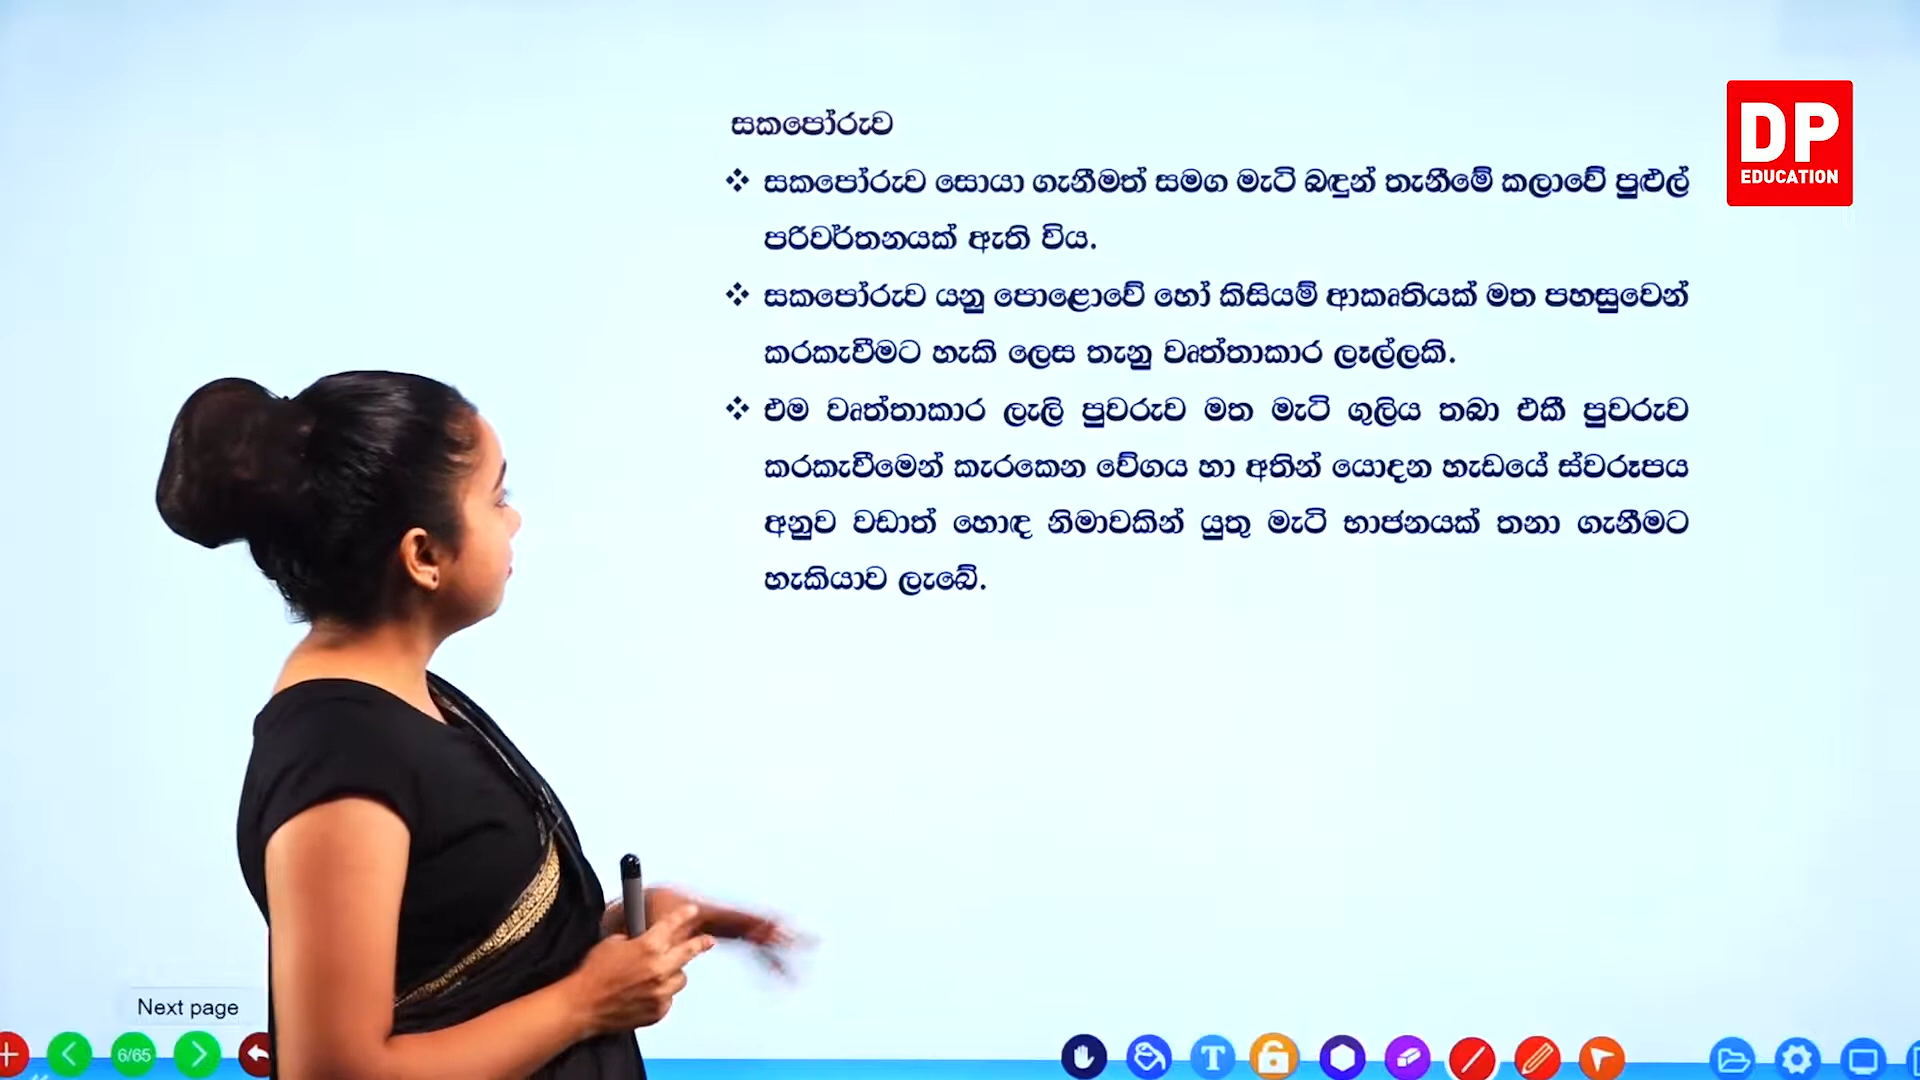 සකපෝරුව
❖ සකපෝරුව සොයා ගැනීමත් සමග මැටි බඳුන් තැනීමේ කලාවේ පුළුල්
පරිවර්තනයක් ඇති විය.
❖ සකපෝරුව යනු පොළොවේ හෝ කිසියම් ආකෘතියක් මත පහසුවෙන්
කරකැවීමට හැකි ලෙස තැනු වෘත්තාකාර ලෑල්ලකි.
❖ එම වෘත්තාකාර ලැලි පුවරුව මත මැටි ගුලිය තබා එකී පුවරුව
කරකැවීමෙන් කැරකෙන වේගය හා අතින් යොදන හැඩයේ ස්වරූපය
අනුව වඩාත් හොඳ නිමාවකින් යුතු මැටි භාජනයක් තනා ගැනීමට
හැකියාව ලැබේ.
DP
EDUCATION
Next page
6/65
T